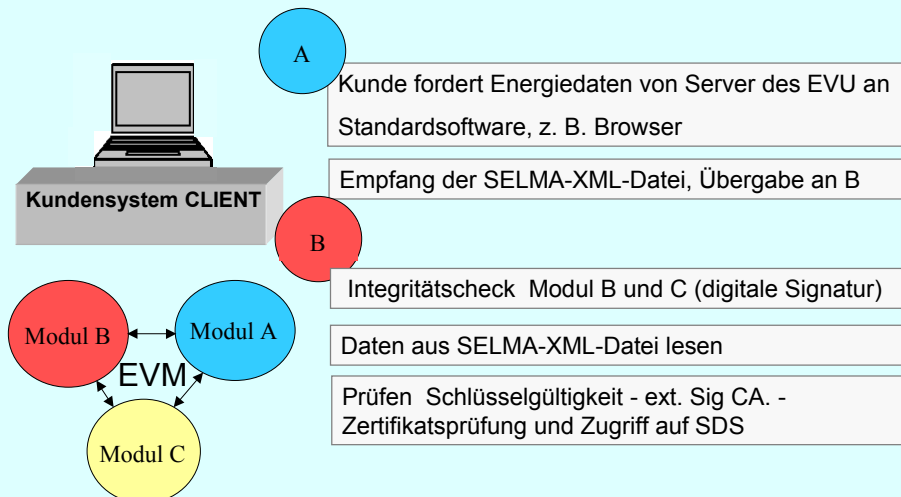 A
Kunde fordert Energiedaten von Server des EVU an
Standardsoftware, z. B. Browser
Empfang der SELMA-XML-Datei, Übergabe an B
Kundensystem CLIENT
B
Integritätscheck Modul B und C (digitale Signatur)
Daten aus SELMA-XML-Datei lesen
Prüfen Schlüsselgültigkeit - ext. Sig CA. -
Zertifikatsprüfung und Zugriff auf SDS
Modul B
Modul A
EVM
Modul C